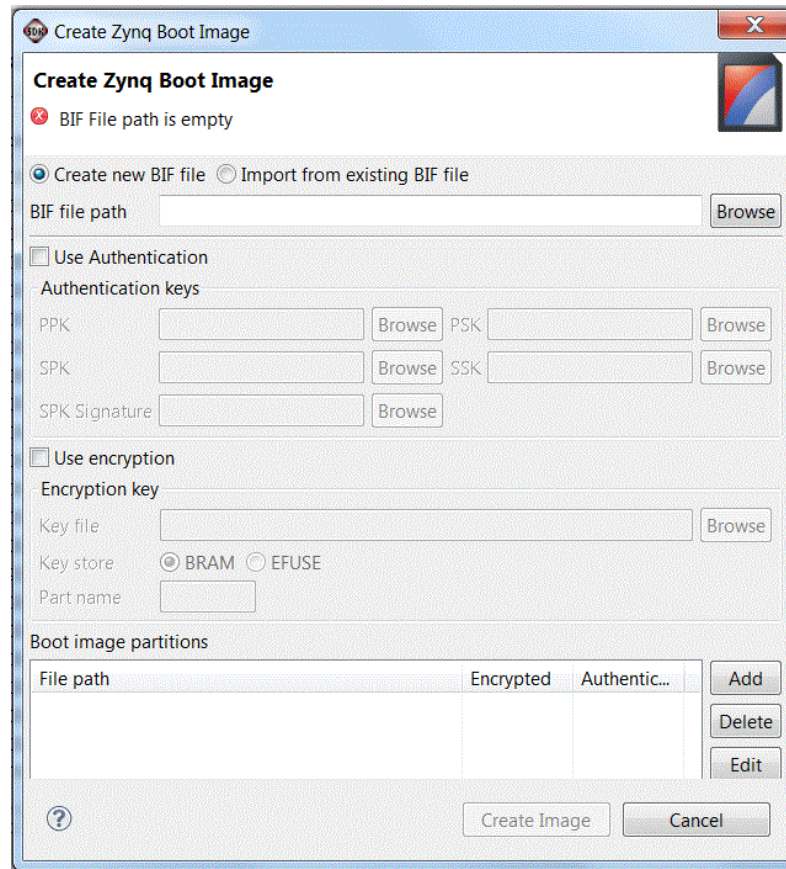 SDK Create Zynq Boot Image
Create Zynq Boot Image
BIF File path is empty
Create new BIF file Import from existing BIF file
BIF file path Browse
Use Authentication
Authentication keys
PPK Browse PSK Browse
SPK Browse SSK Browse
SPK Signature Browse
Use encryption
Encryption key
Key file Browse
Key store BRAM EFUSE
Part name
Boot image partitions
File path Encrypted Authentic... Add
Delete
Edit
? Create Image Cancel